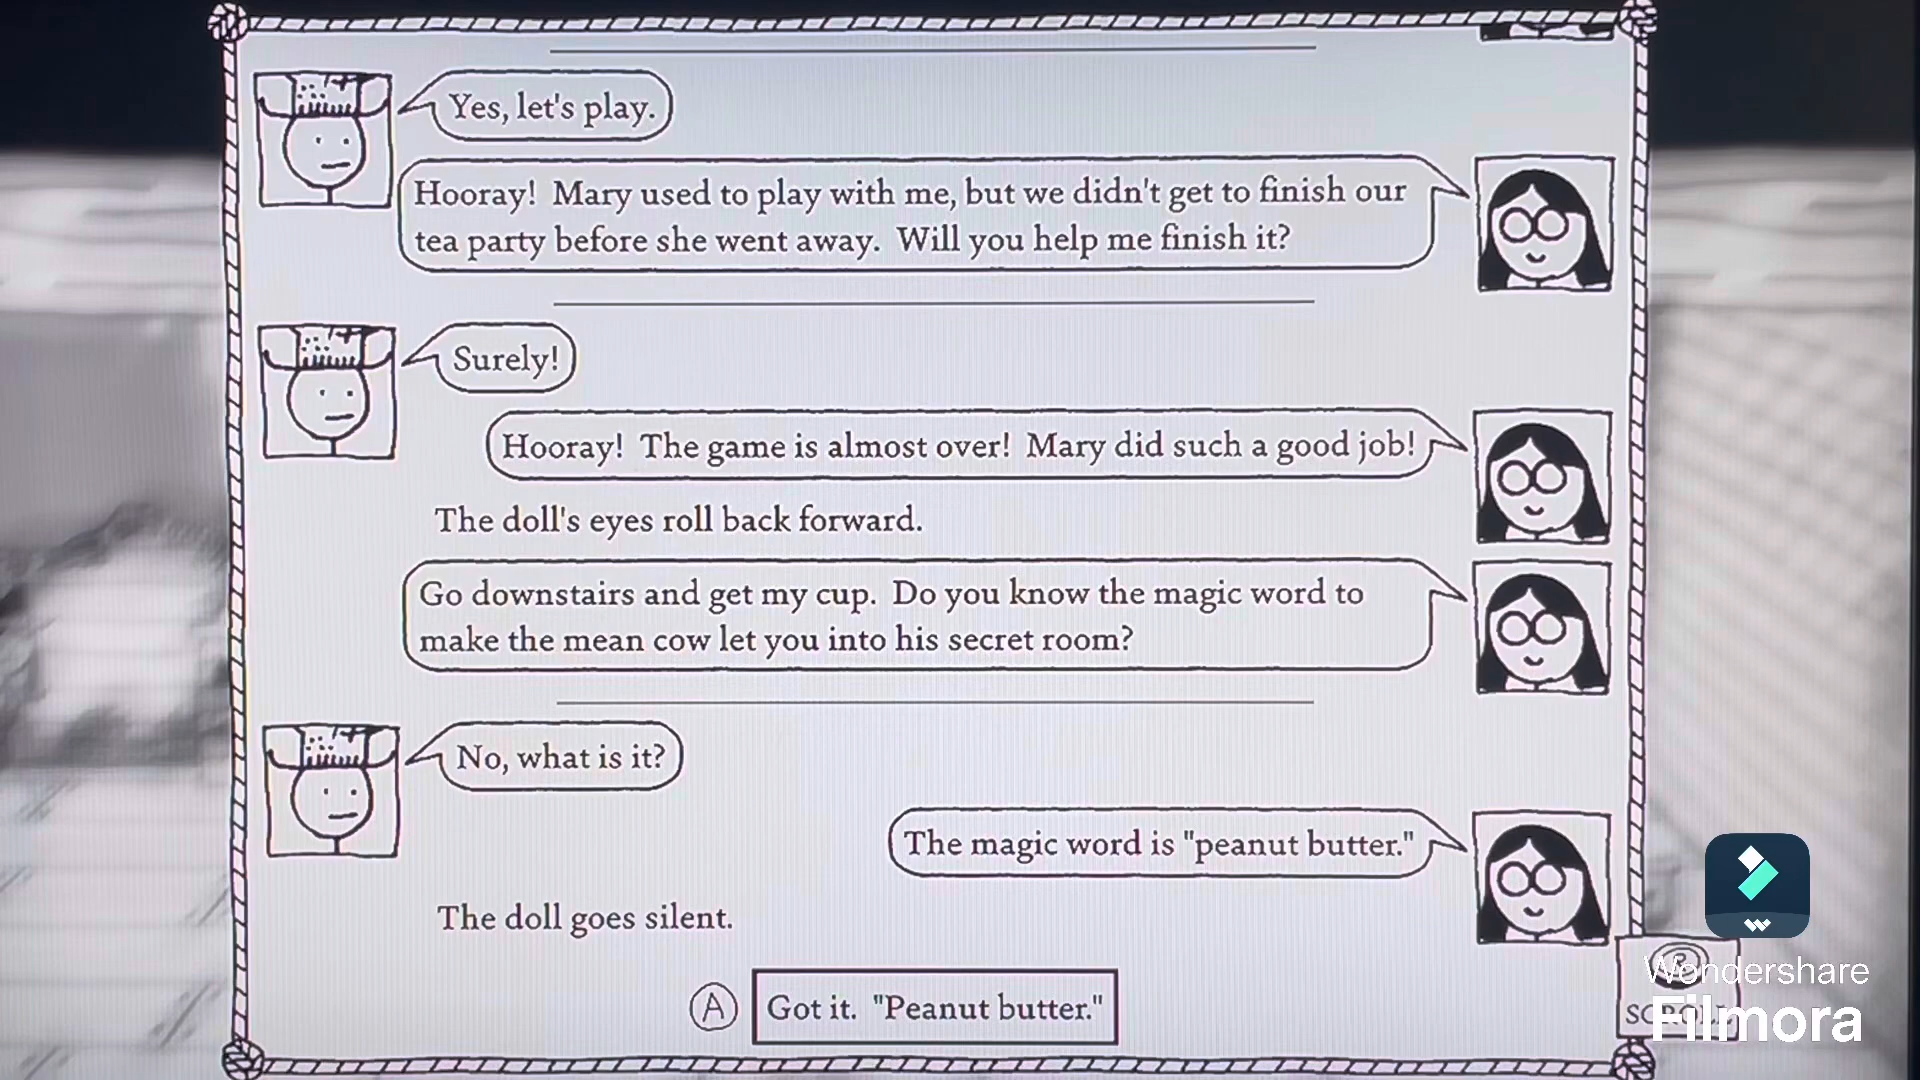 Yes, let's play.
Hooray! Mary used to play with me, but we didn't get to finish our
tea party before she went away. Will you help me finish it?
Surely!
Hooray! The game is almost over! Mary did such a good job!
The doll's eyes roll back forward.
Go downstairs and get my cup. Do you know the magic word to
make the mean cow let you into his secret room?
No, what is it?
The magic word is "peanut butter."
The doll goes silent.
A Got it. "Peanut butter."
R
SCROLL
Wondershare
Filmora